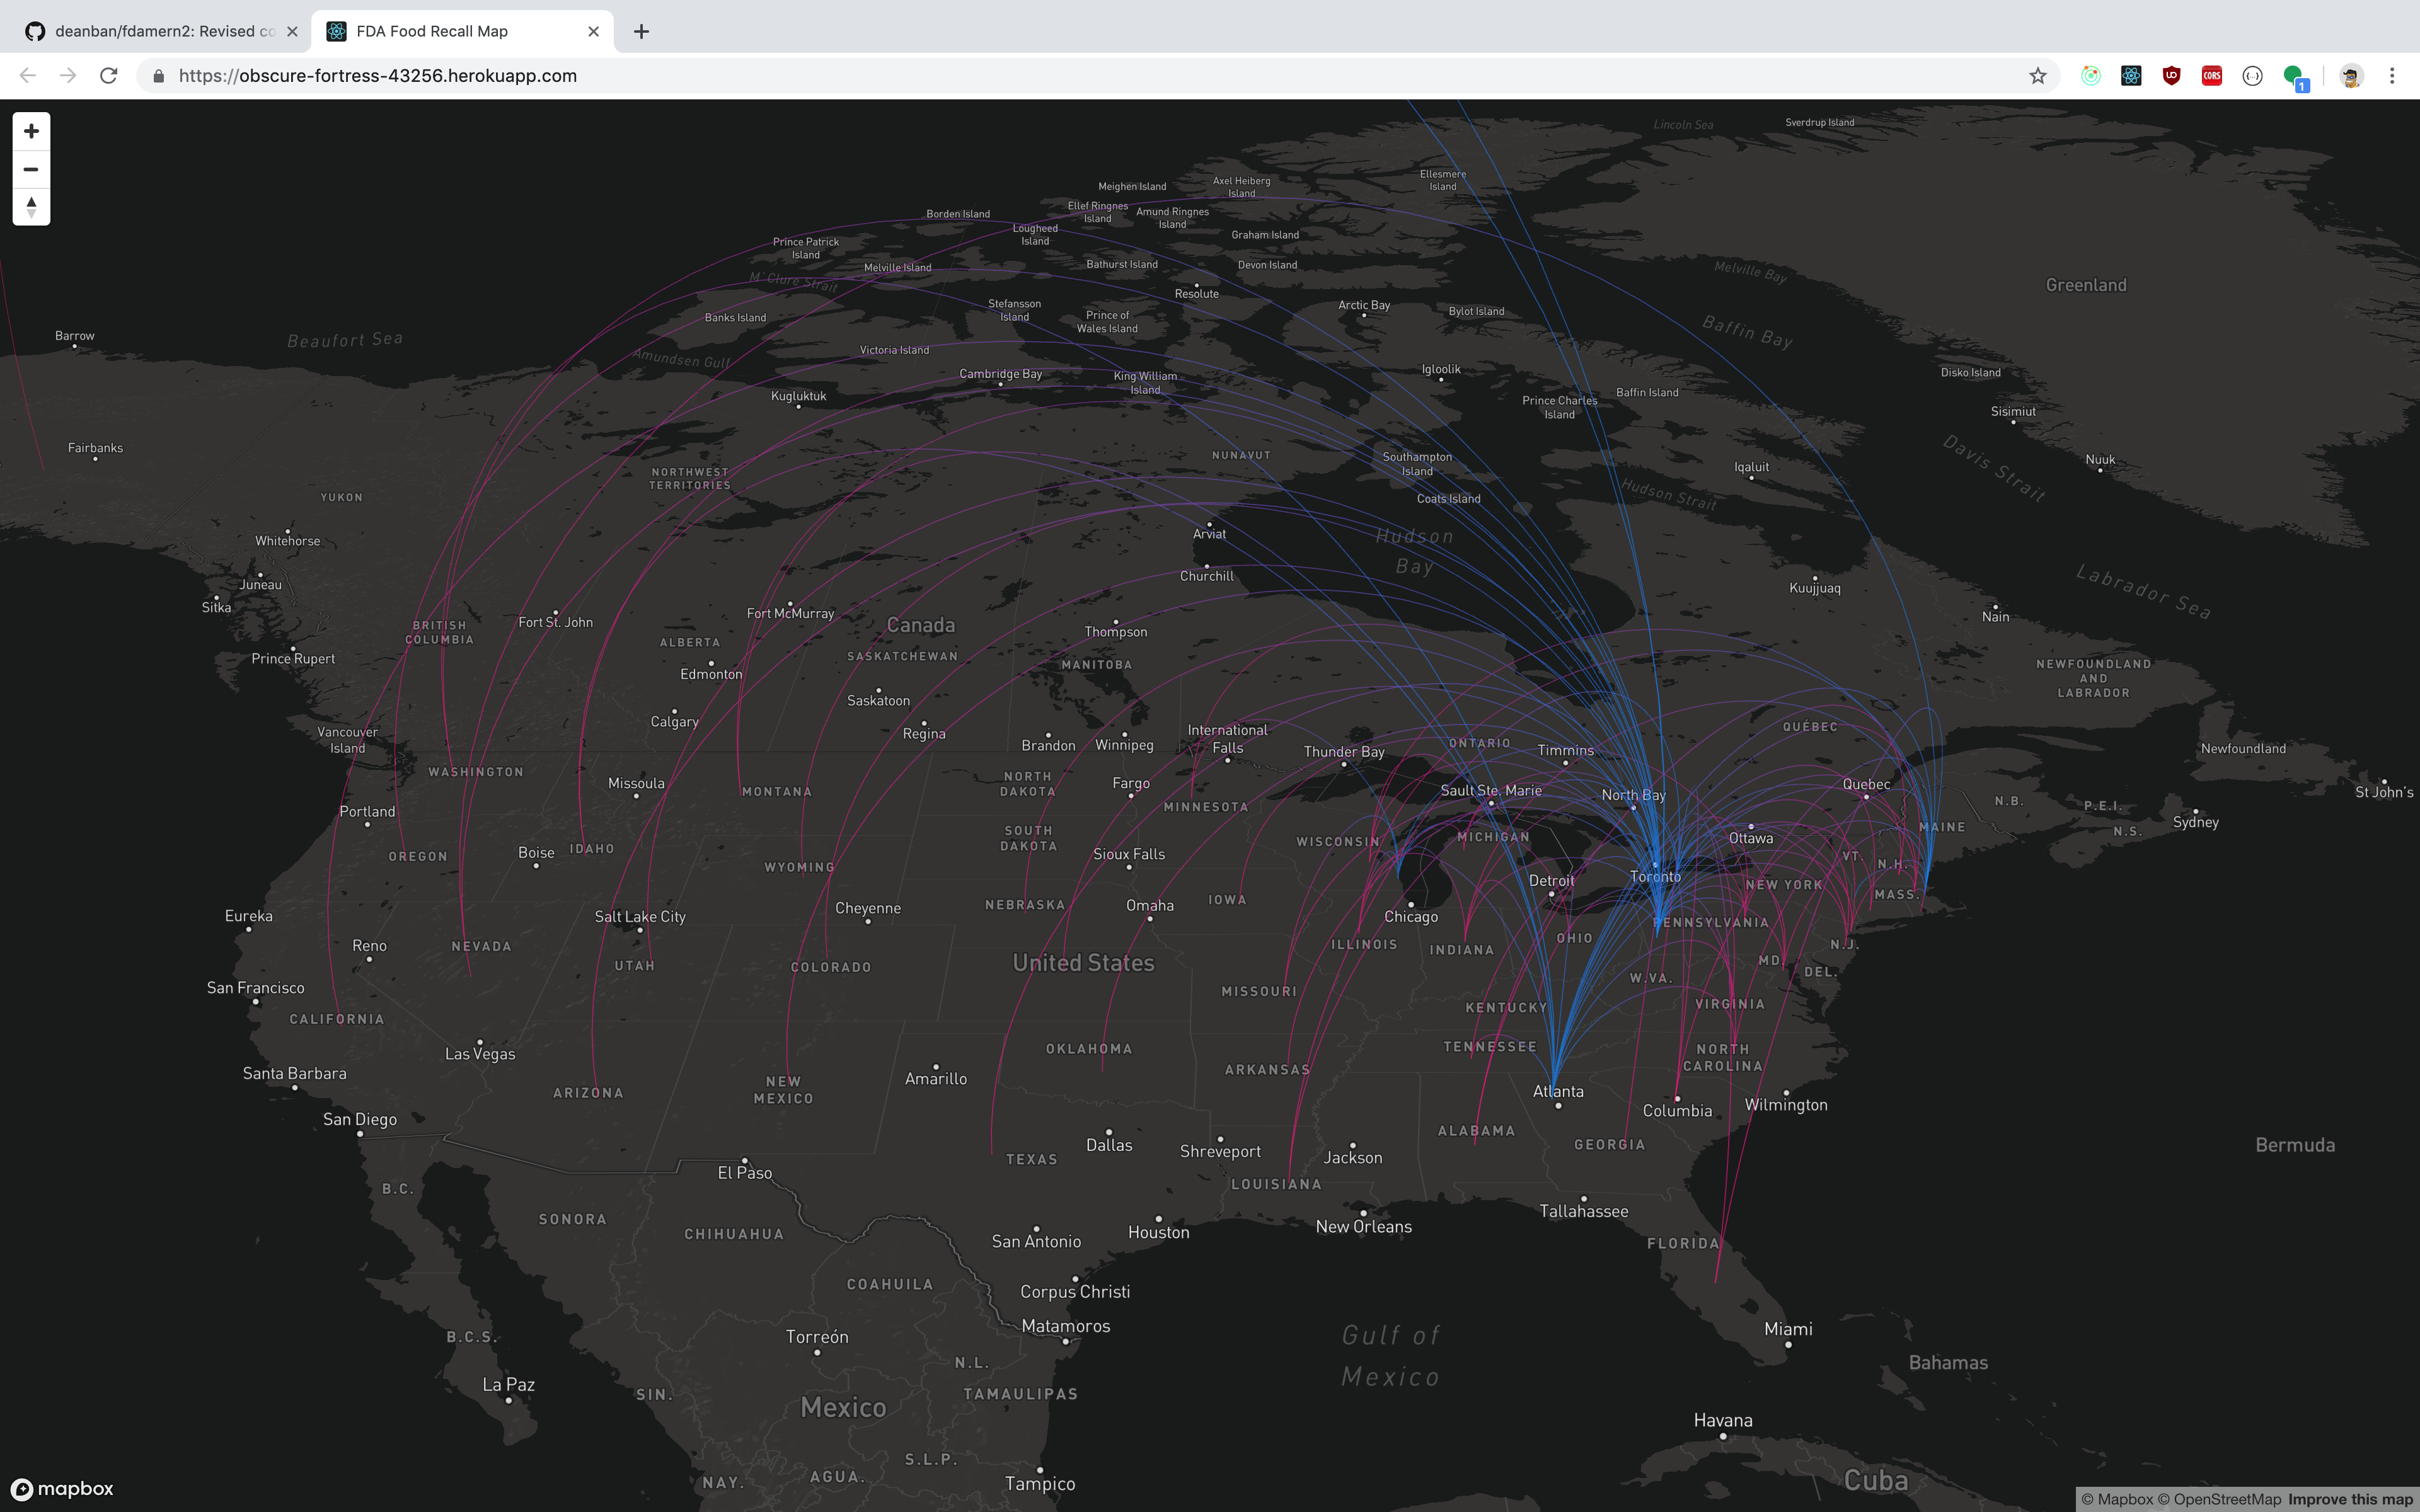 deanban/fdamern2: Revised co
FDA Food Recall Map
https://obscure-fortress-43256.herokuapp.com
CORS
1
Lincoln Sea
Sverdrup Island
Ellesmere
Island
Axel Heiberg
Island
Meighen Island
Ellef Ringnes
Island
Amund Ringnes
Island
Borden Island
Lougheed
Island
Graham Island
Prince Patrick
Island
Melville Island
Bathurst Island
Devon Island
M'Clure Strait
Melville Bay
Greenland
Resolute
Stefansson
Island
Prince of
Wales Island
Arctic Bay
Bylot Island
Banks Island
Baffin Bay
Barrow
Beaufort Sea
Victoria Island
Amundsen Gulf
Cambridge Bay
King William
Island
Igloolik
Disko Island
Kugluktuk
Prince Charles
Island
Baffin Island
Sisimiut
Fairbanks
NUNAVUT
Southampton
Island
Iqaluit
Nuuk
Davis Strait
NORTHWEST
TERRITORIES
YUKON
Coats Island
Hudson Strait
Whitehorse
Arviat
Hudson
Bay
Juneau
Churchill
Kuujjuaq
Labrador Sea
Sitka
Fort St. John
Fort McMurray
Nain
BRITISH
COLUMBIA
Canada
Thompson
ALBERTA
SASKATCHEWAN
MANITOBA
Prince Rupert
Edmonton
NEWFOUNDLAND
AND
LABRADOR
Saskatoon
Calgary
Regina
Vancouver
Island
Brandon
Winnipeg
International
Falls
Thunder Bay
ONTARIO
Timmins
QUÉBEC
Newfoundland
WASHINGTON
Missoula
MONTANA
NORTH
DAKOTA
Fargo
MINNESOTA
Sault Ste. Marie
North Bay
Quebec
N.B.
P.E.I.
St John's
Portland
Sydney
OREGON
Boise
IDAHO
WYOMING
SOUTH
DAKOTA
Sioux Falls
WISCONSIN
MICHIGAN
Ottawa
MAINE
N.S.
VT.
N.H.
Toronto
Detroit
NEW YORK
MASS.
Eureka
Salt Lake City
Cheyenne
NEBRASKA
Omaha
IOWA
Chicago
PENNSYLVANIA
Reno
NEVADA
UTAH
COLORADO
United States
ILLINOIS
INDIANA
OHIO
N.J.
MD.
DEL.
San Francisco
CALIFORNIA
MISSOURI
W.VA.
KENTUCKY
VIRGINIA
Las Vegas
OKLAHOMA
TENNESSEE
NORTH
CAROLINA
Santa Barbara
ARIZONA
NEW
MEXICO
Amarillo
ARKANSAS
Atlanta
Columbia
Wilmington
San Diego
Dallas
Shreveport
Jackson
ALABAMA
GEORGIA
Bermuda
TEXAS
El Paso
B.C.
LOUISIANA
SONORA
CHIHUAHUA
San Antonio
Houston
New Orleans
Tallahassee
FLORIDA
COAHUILA
Corpus Christi
B.C.S.
Torreón
Matamoros
Gulf of
Mexico
Miami
N.L.
Bahamas
La Paz
SIN.
TAMAULIPAS
Mexico
Havana
S.L.P.
NAY.
AGUA.
Tampico
Cuba
mapbox
© Mapbox © OpenStreetMap Improve this map